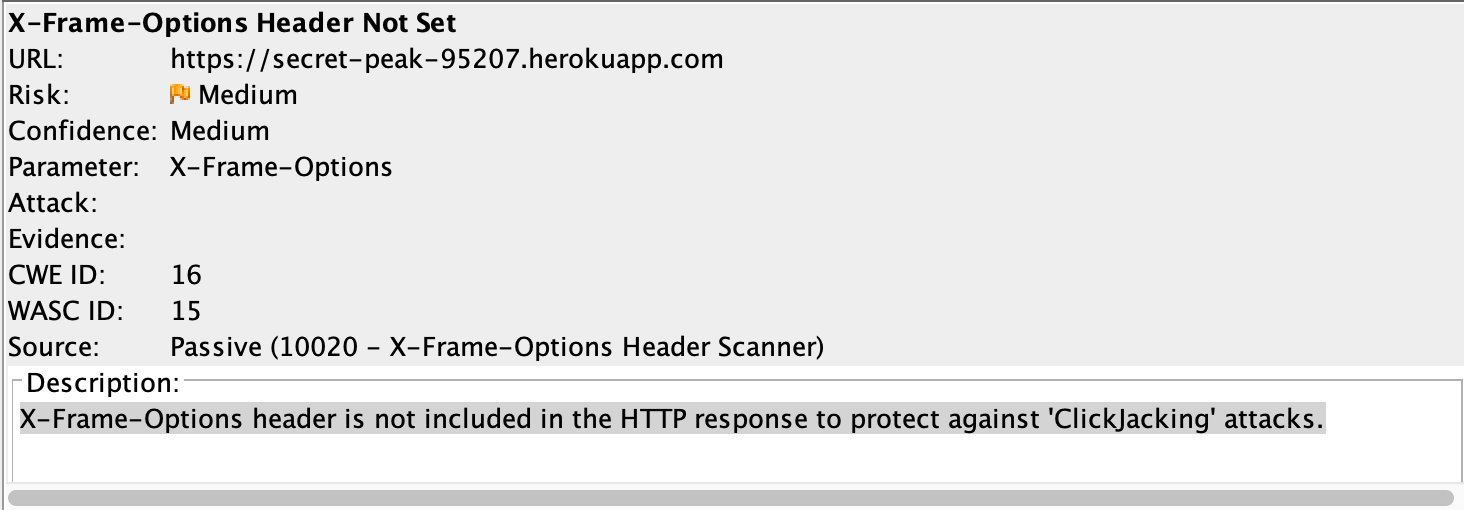 X-Frame-Options Header Not Set
URL: https://secret-peak-95207.herokuapp.com
Risk: Medium
Confidence: Medium
Parameter: X-Frame-Options
Attack:
Evidence:
CWE ID: 16
WASC ID: 15
Source: Passive (10020 - X-Frame-Options Header Scanner)
Description:
X-Frame-Options header is not included in the HTTP response to protect against 'ClickJacking' attacks.